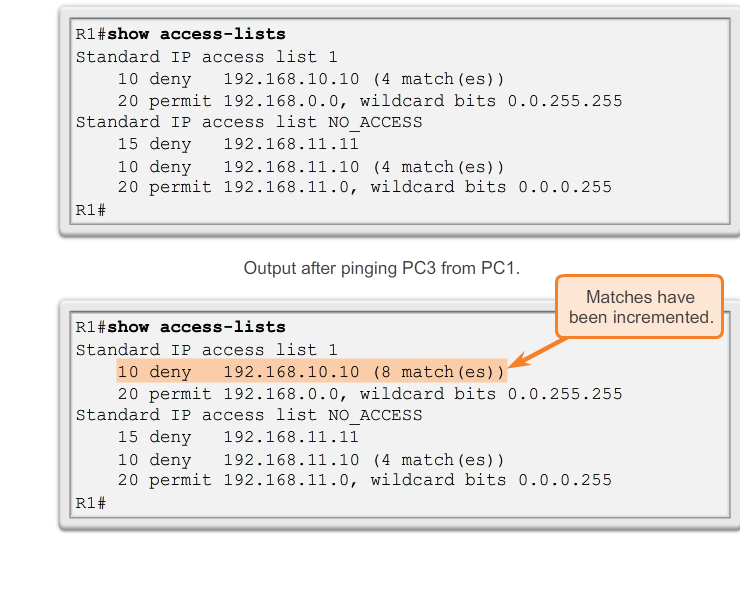 R1#show access-lists
Standard IP access list 1
    10 deny   192.168.10.10 (4 match(es))
    20 permit 192.168.0.0, wildcard bits 0.0.255.255
Standard IP access list NO_ACCESS
    15 deny   192.168.11.11
    10 deny   192.168.11.10 (4 match(es))
    20 permit 192.168.11.0, wildcard bits 0.0.0.255
R1#
Output after pinging PC3 from PC1.
Matches have
been incremented.
R1#show access-lists
Standard IP access list 1
    10 deny   192.168.10.10 (8 match(es))
    20 permit 192.168.0.0, wildcard bits 0.0.255.255
Standard IP access list NO_ACCESS
    15 deny   192.168.11.11
    10 deny   192.168.11.10 (4 match(es))
    20 permit 192.168.11.0, wildcard bits 0.0.0.255
R1#